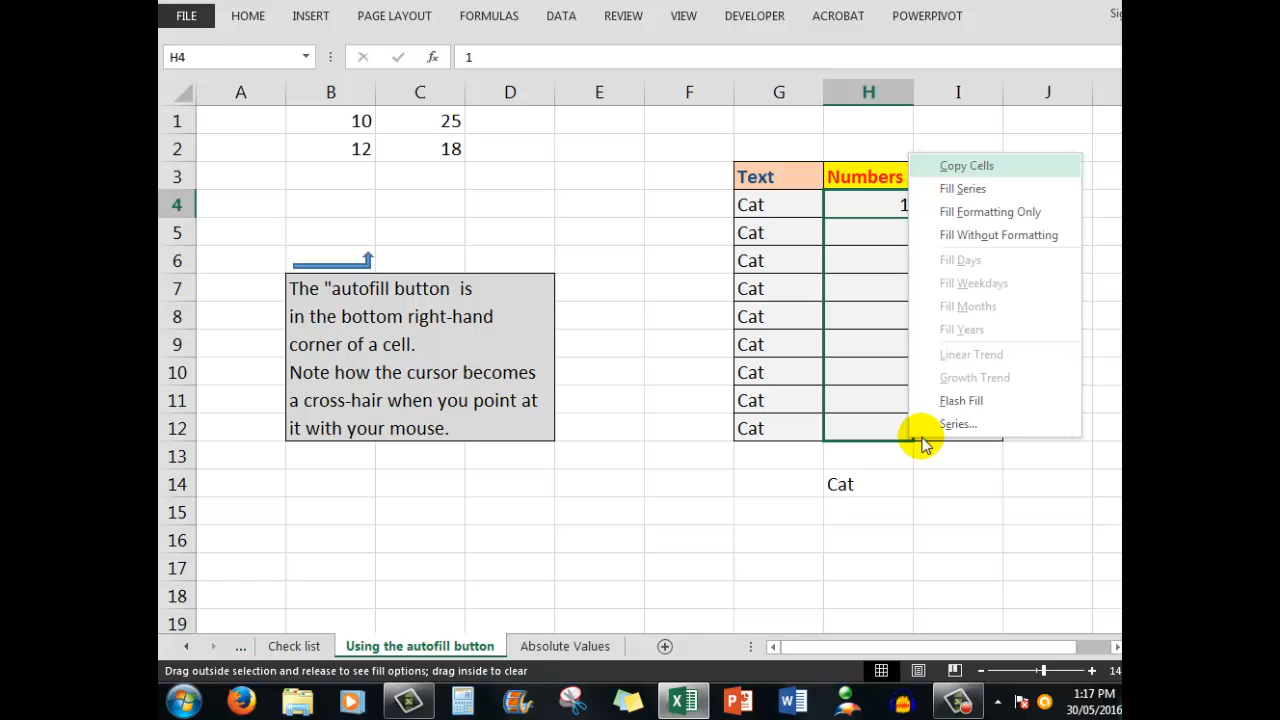 FILE HOME INSERT PAGE LAYOUT FORMULAS DATA REVIEW VIEW DEVELOPER ACROBAT POWERPIVOT
H4 fx 1
A B C D E F G H I J
1 10 25
2 12 18
3 Text Numbers
4 Cat 1
5 Cat
6 Cat
7 The "autofill button is Cat
8 in the bottom right-hand Cat
9 corner of a cell. Cat
10 Note how the cursor becomes Cat
11 a cross-hair when you point at Cat
12 it with your mouse. Cat
13
14 Cat
15
16
17
18
19
Copy Cells
Fill Series
Fill Formatting Only
Fill Without Formatting
Fill Days
Fill Weekdays
Fill Months
Fill Years
Linear Trend
Growth Trend
Flash Fill
Series...
... Check list Using the autofill button Absolute Values
Drag outside selection and release to see fill options; drag inside to clear 14
1:17 PM
30/05/2016